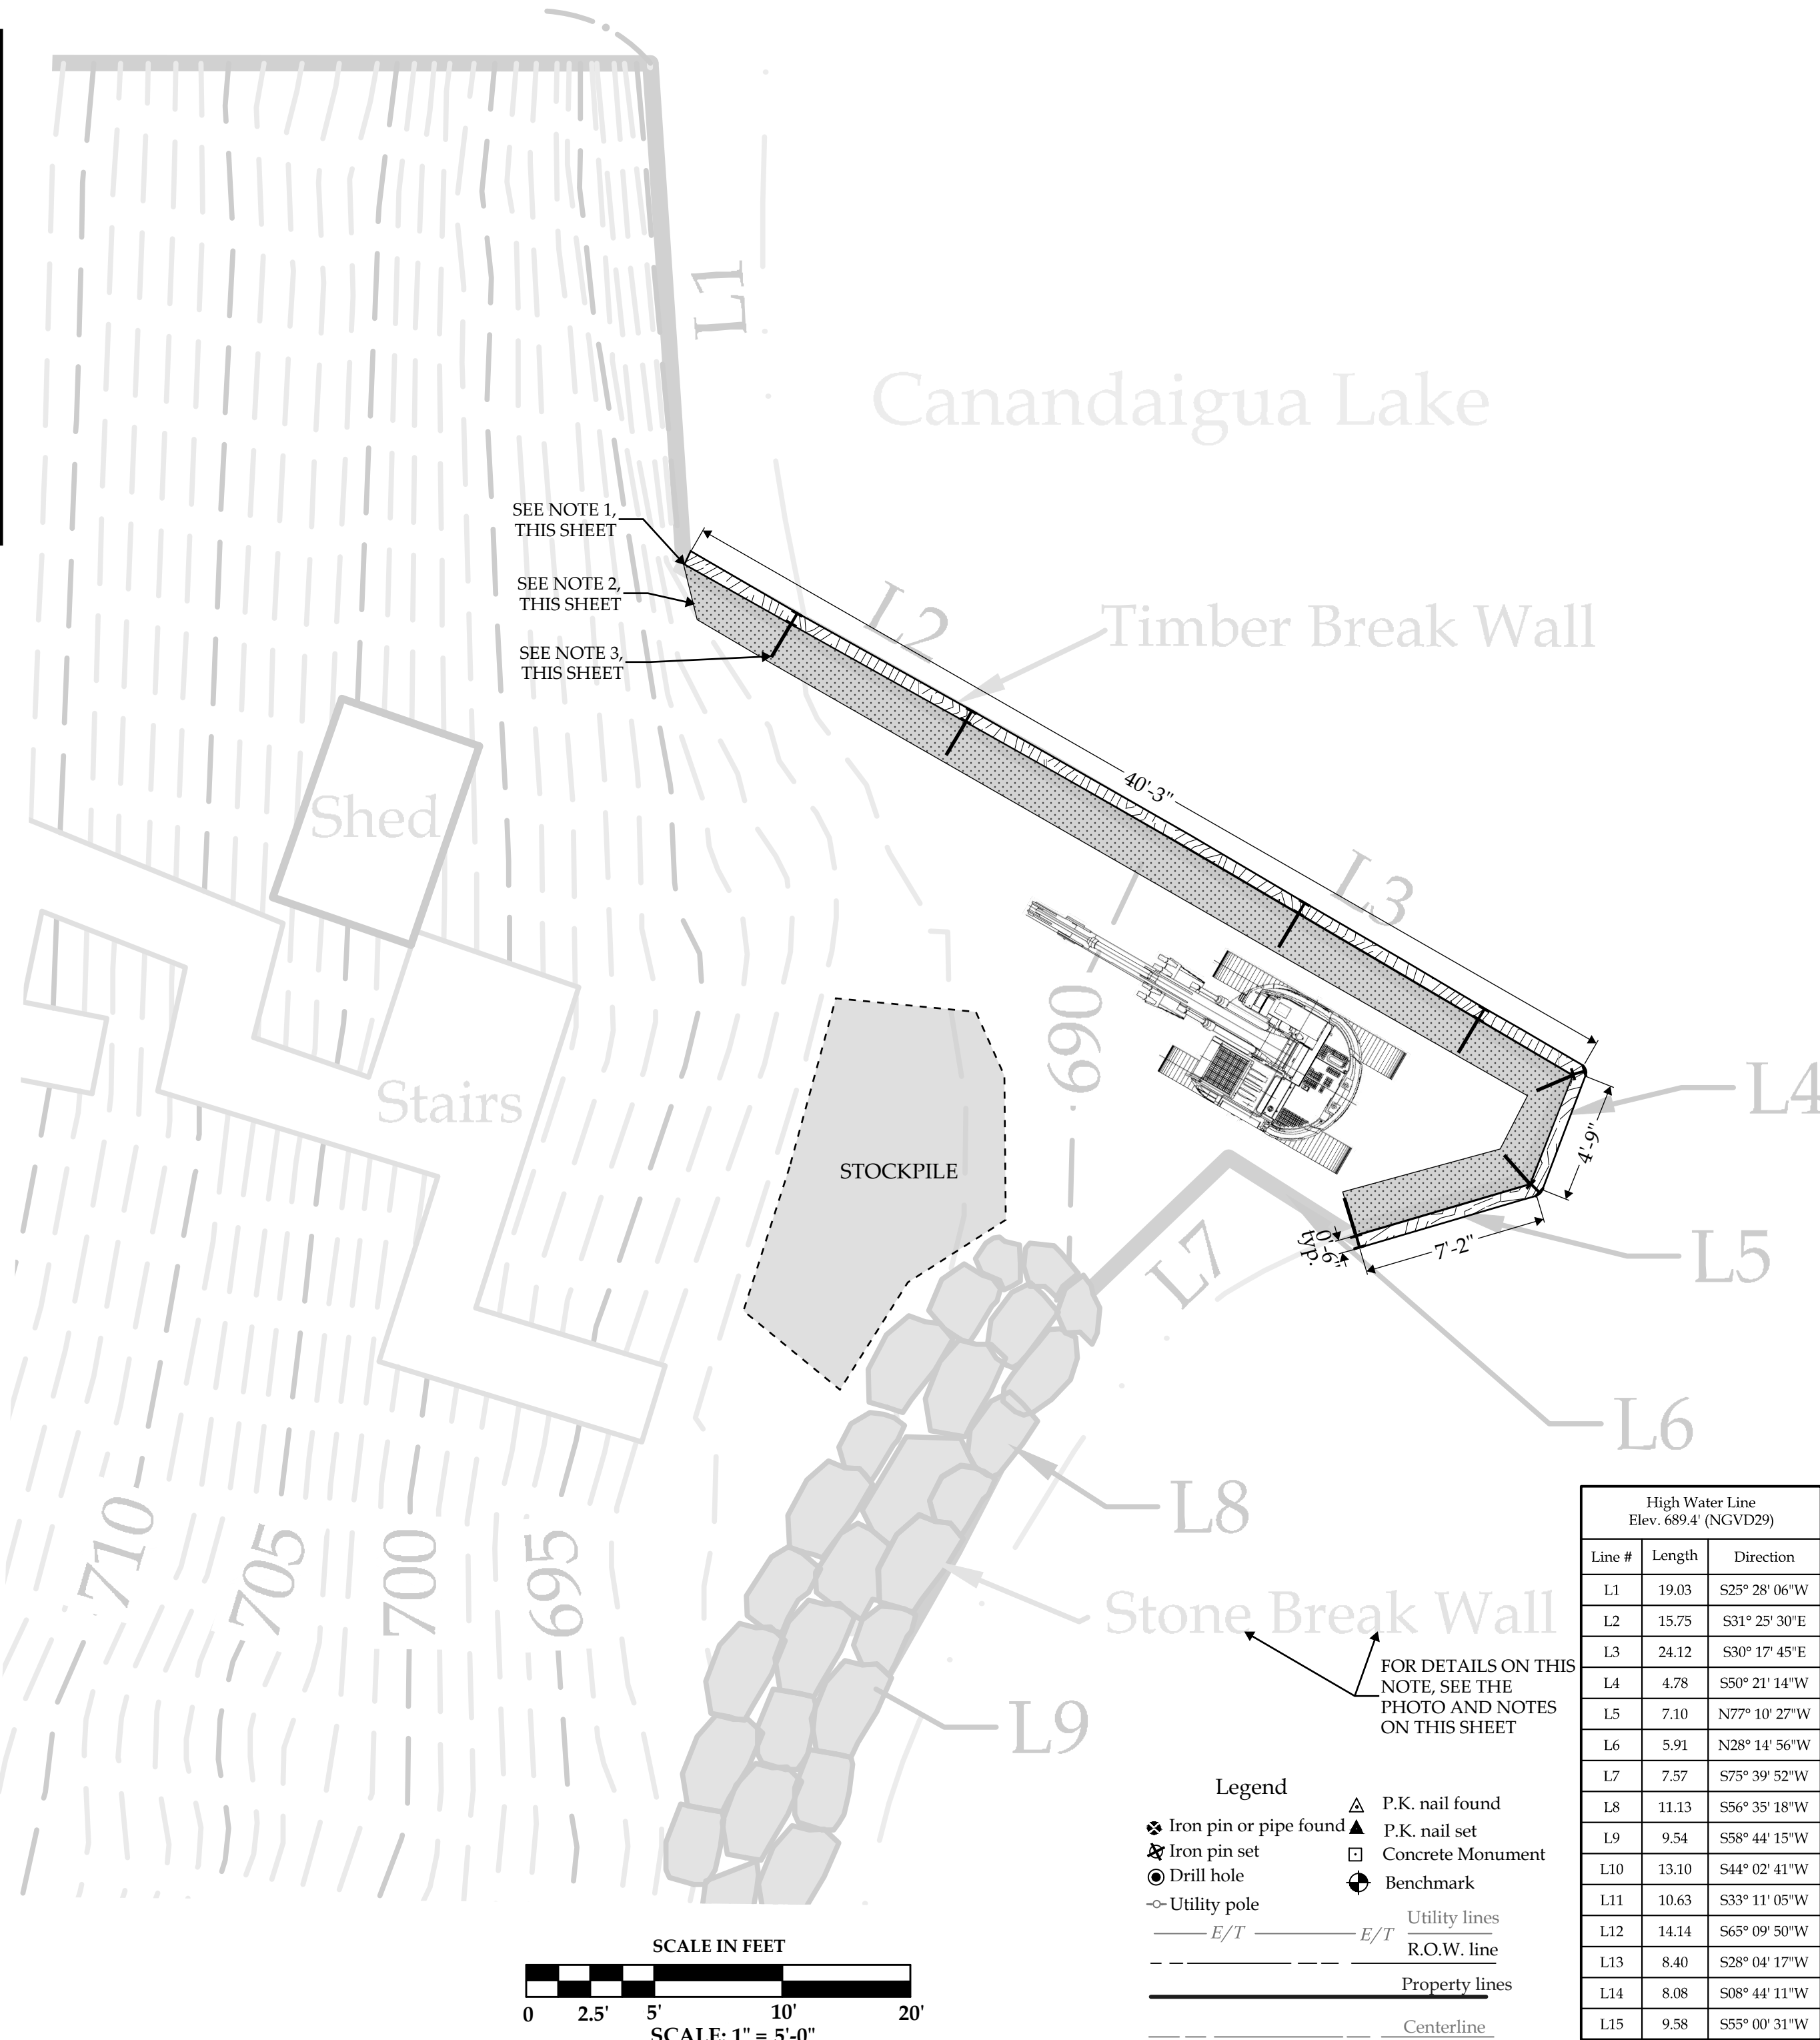 L1
Canandaigua Lake
SEE NOTE 1,
THIS SHEET
SEE NOTE 2,
THIS SHEET
SEE NOTE 3,
THIS SHEET
L2
Timber Break Wall
40'-3"
Shed
L3
690
Stairs
L4
4'-9"
STOCKPILE
L5
7'-2"
0'-6"
typ.
L7
L6
L8
710
705
700
695
Stone Break Wall
FOR DETAILS ON THIS
NOTE, SEE THE
PHOTO AND NOTES
ON THIS SHEET
L9
High Water Line
Elev. 689.4' (NGVD29)
Line # Length Direction
L1 19.03 S25° 28' 06"W
L2 15.75 S31° 25' 30"E
L3 24.12 S30° 17' 45"E
L4 4.78 S50° 21' 14"W
L5 7.10 N77° 10' 27"W
L6 5.91 N28° 14' 56"W
L7 7.57 S75° 39' 52"W
L8 11.13 S56° 35' 18"W
L9 9.54 S58° 44' 15"W
L10 13.10 S44° 02' 41"W
L11 10.63 S33° 11' 05"W
L12 14.14 S65° 09' 50"W
L13 8.40 S28° 04' 17"W
L14 8.08 S08° 44' 11"W
L15 9.58 S55° 00' 31"W
Legend
Iron pin or pipe found
Iron pin set
Drill hole
Utility pole
P.K. nail found
P.K. nail set
Concrete Monument
Benchmark
E/T E/T Utility lines
R.O.W. line
Property lines
Centerline
SCALE IN FEET
0 2.5' 5' 10' 20'
SCALE: 1" = 5'-0"